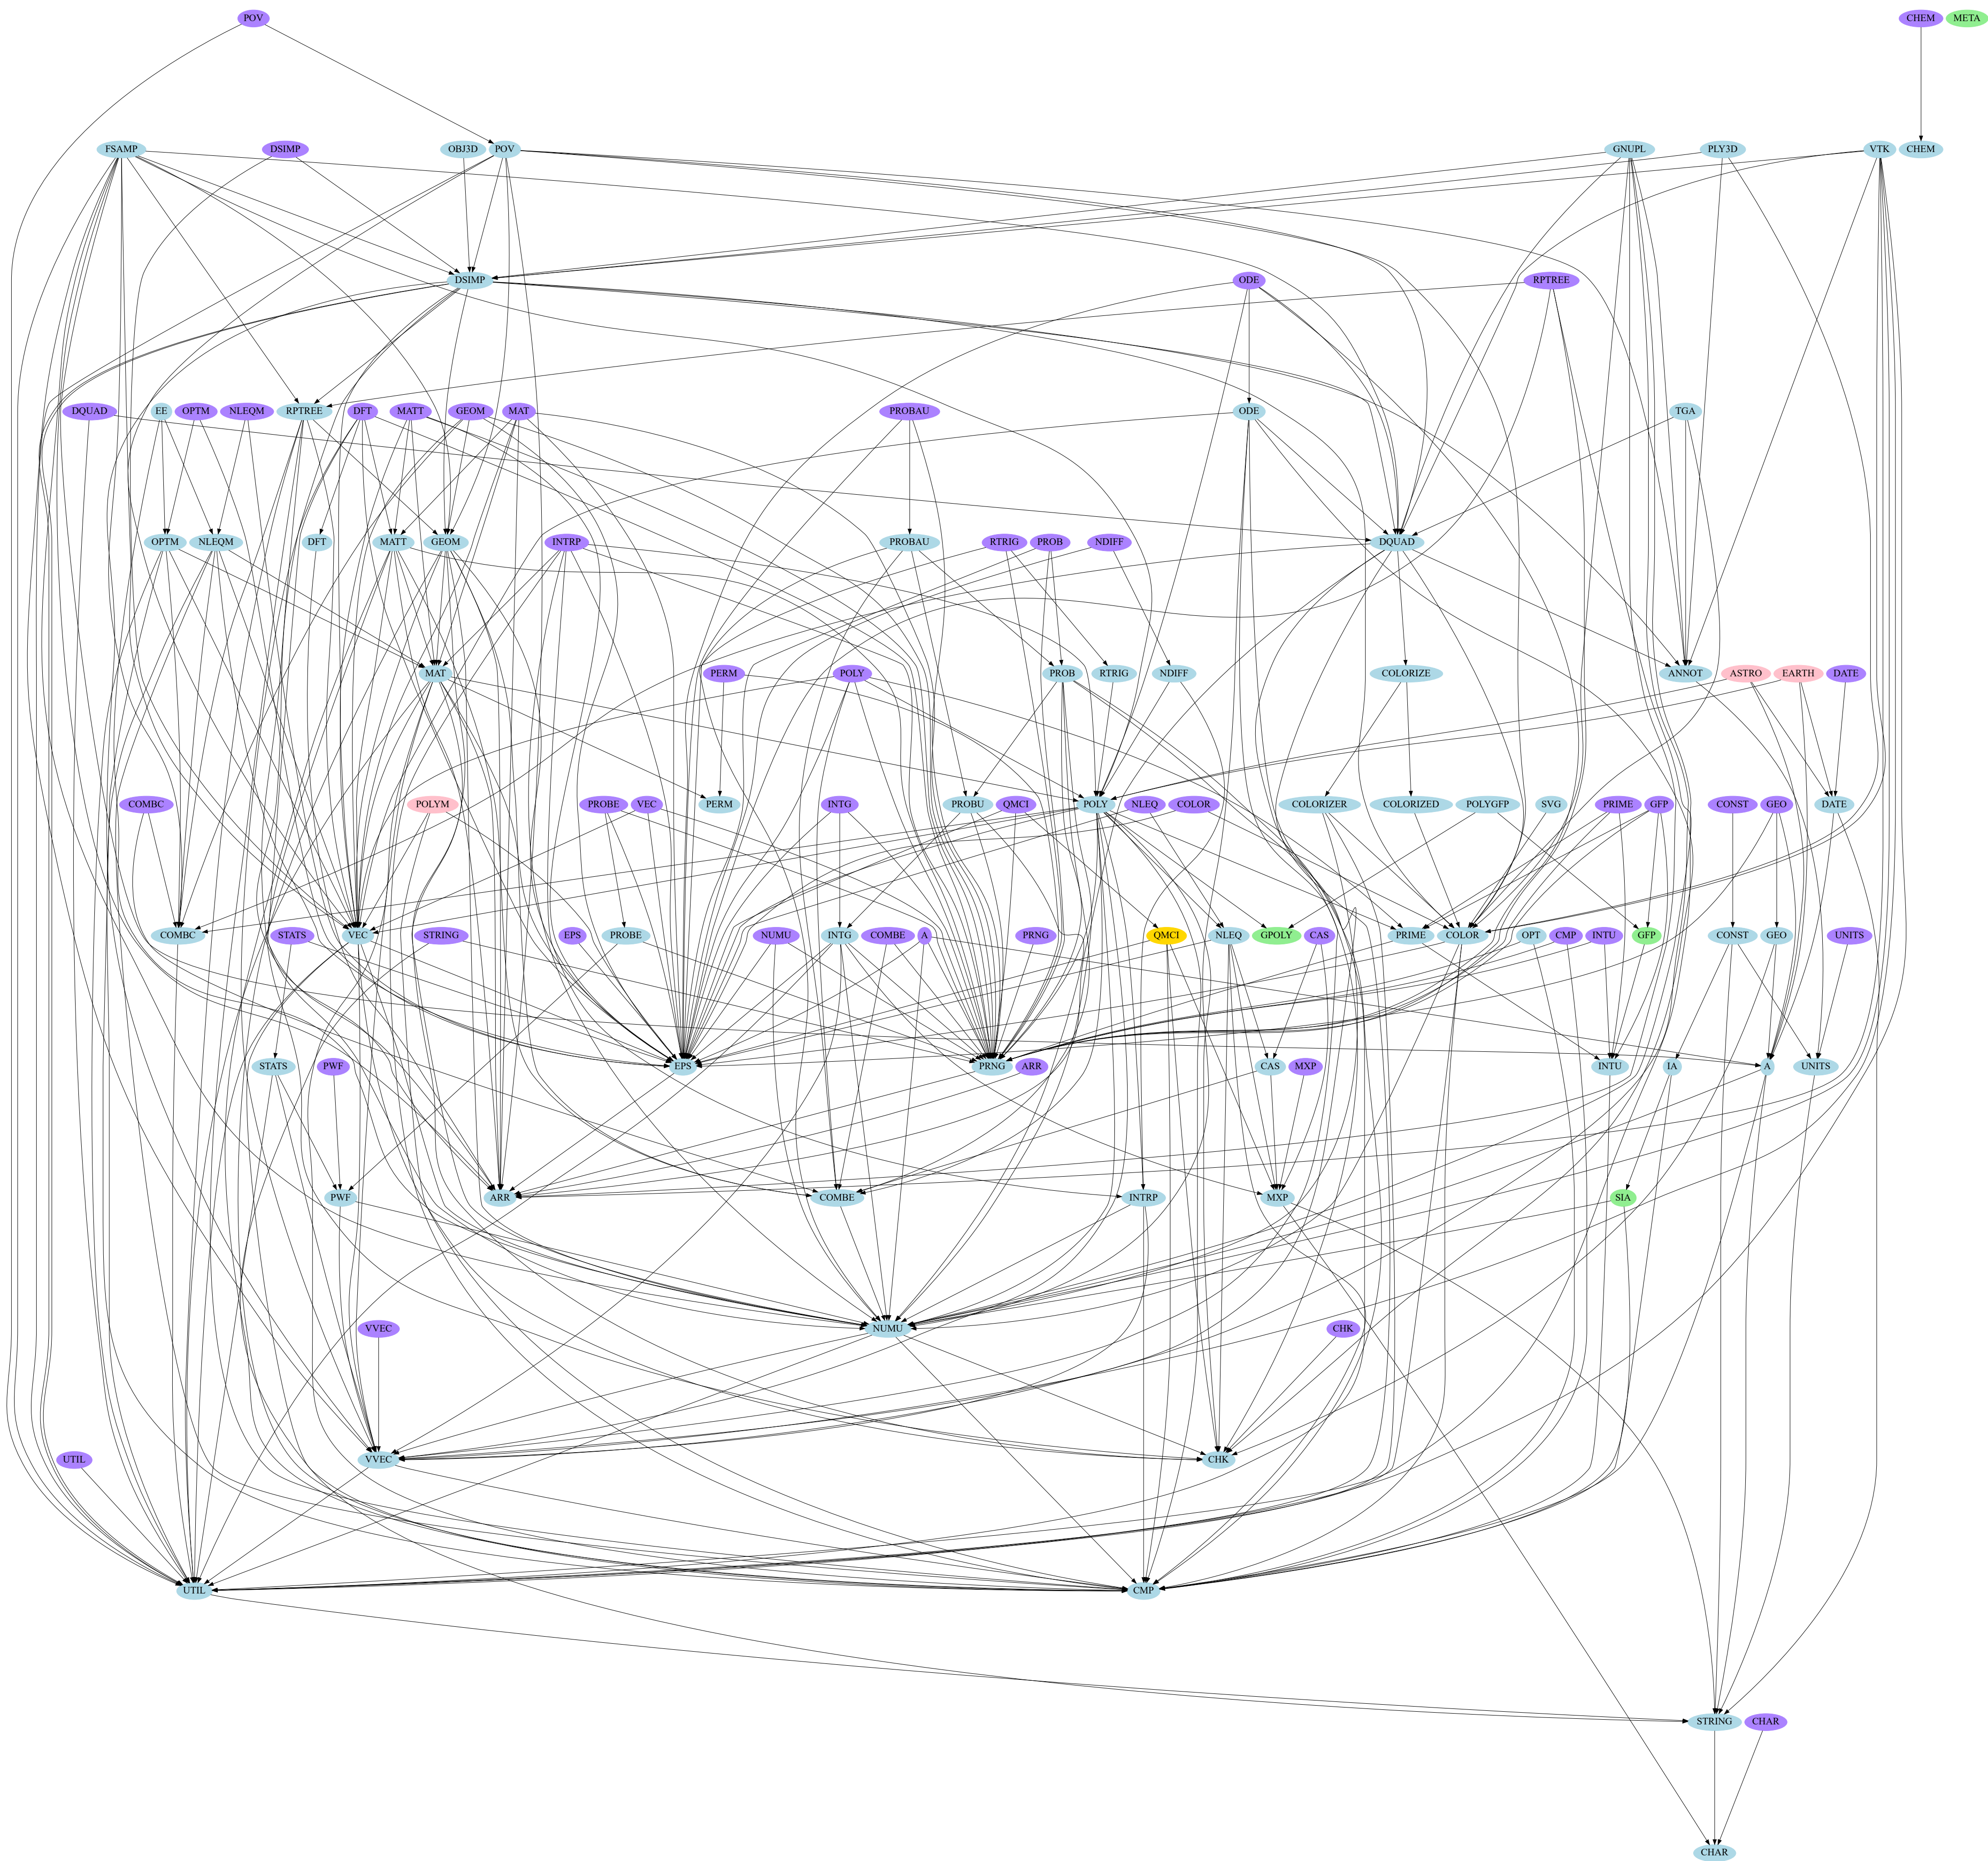 POV CHEM META
FSAMP DSIMP OBJ3D POV GNUPL PLY3D VTK CHEM
DSIMP ODE RPTREE
DQUAD EE OPTM NLEQM RPTREE DFT MATT GEOM MAT PROBAU ODE TGA
OPTM NLEQM DFT MATT GEOM INTRP PROBAU RTRIG PROB NDIFF DQUAD
MAT PERM POLY PROB RTRIG NDIFF COLORIZE ANNOT ASTRO EARTH DATE
COMBC POLYM PROBE VEC PERM INTG PROBU QMCI POLY NLEQ COLOR COLORIZER COLORIZED POLYGFP SVG PRIME GFP CONST GEO DATE
COMBC STATS VEC STRING EPS PROBE NUMU INTG COMBE A PRNG QMCI NLEQ GPOLY CAS PRIME COLOR OPT CMP INTU GFP CONST GEO UNITS
STATS PWF EPS PRNG ARR CAS MXP INTU IA A UNITS
PWF ARR COMBE INTRP MXP SIA
VVEC NUMU CHK
UTIL VVEC CHK
UTIL CMP
STRING CHAR
CHAR